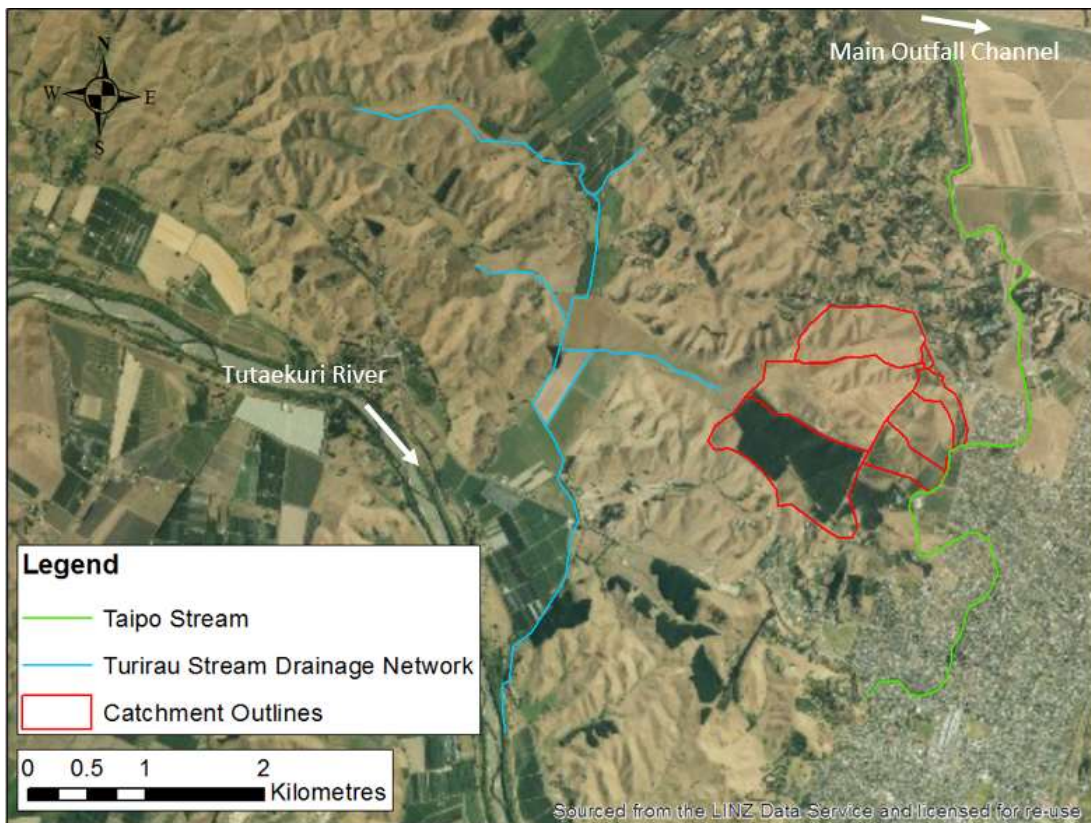 Main Outfall Channel
N
W E
S
Tutaekuri River
Legend
Taipo Stream
Turirau Stream Drainage Network
Catchment Outlines
0 0.5 1 2
Kilometres
Sourced from the LINZ Data Service and licensed for re-use